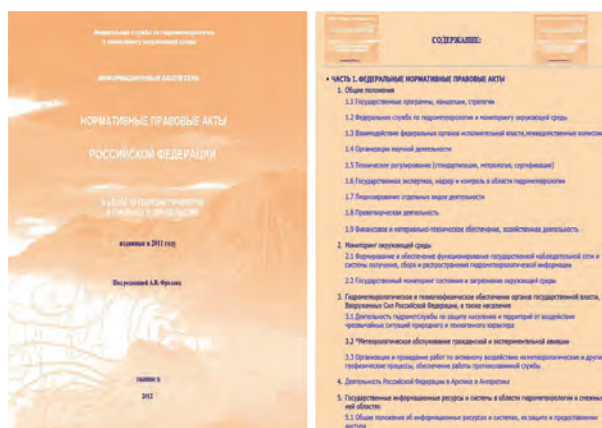 Федеральная служба по гидрометеорологии
и мониторингу окружающей среды
ИНФОРМАЦИОННЫЙ БЮЛЛЕТЕНЬ
НОРМАТИВНЫЕ ПРАВОВЫЕ АКТЫ
РОССИЙСКОЙ ФЕДЕРАЦИИ
изданные в 2011 году
Под редакцией А.В. Фролова
2012
СОДЕРЖАНИЕ:
• ЧАСТЬ I. ФЕДЕРАЛЬНЫЕ НОРМАТИВНЫЕ ПРАВОВЫЕ АКТЫ
1. Общие положения
1.1 Государственные программы, концепции, стратегии
1.2 Федеральная служба по гидрометеорологии и мониторингу окружающей среды
1.3 Взаимодействие федеральных органов исполнительной власти, межведомственные комиссии
1.4 Организация научной деятельности
1.5 Техническое регулирование (стандартизация, метрология, сертификация)
1.6 Государственная экспертиза, надзор и контроль в области гидрометеорологии
1.7 Лицензирование отдельных видов деятельности
1.8 Правотворческая деятельность
1.9 Финансовое и материально-техническое обеспечение, хозяйственная деятельность
2. Мониторинг окружающей среды
2.1 Формирование и обеспечение функционирования государственной наблюдательной сети и
системы получения, сбора и распространения гидрометеорологической информации
2.2 Государственный мониторинг состояния и загрязнения окружающей среды
3. Гидрометеорологическое и гелиогеофизическое обеспечение органов государственной власти,
Вооруженных Сил Российской Федерации, а также населения
3.1 Деятельность гидрометслужбы по защите населения и территорий от воздействия
чрезвычайных ситуаций природного и техногенного характера
3.2 *Метеорологическое обслуживание гражданской и экспериментальной авиации
3.3 Организация и проведение работ по активному воздействию на метеорологические и другие
геофизические процессы, обеспечение работы противолавинной службы
4. Деятельность Российской Федерации в Арктике и Антарктике
5. Государственные информационные ресурсы и системы в области гидрометеорологии и смежных с
ней областях
5.1 Общие положения об информационных ресурсах и системах, их защите и предоставлении
доступа